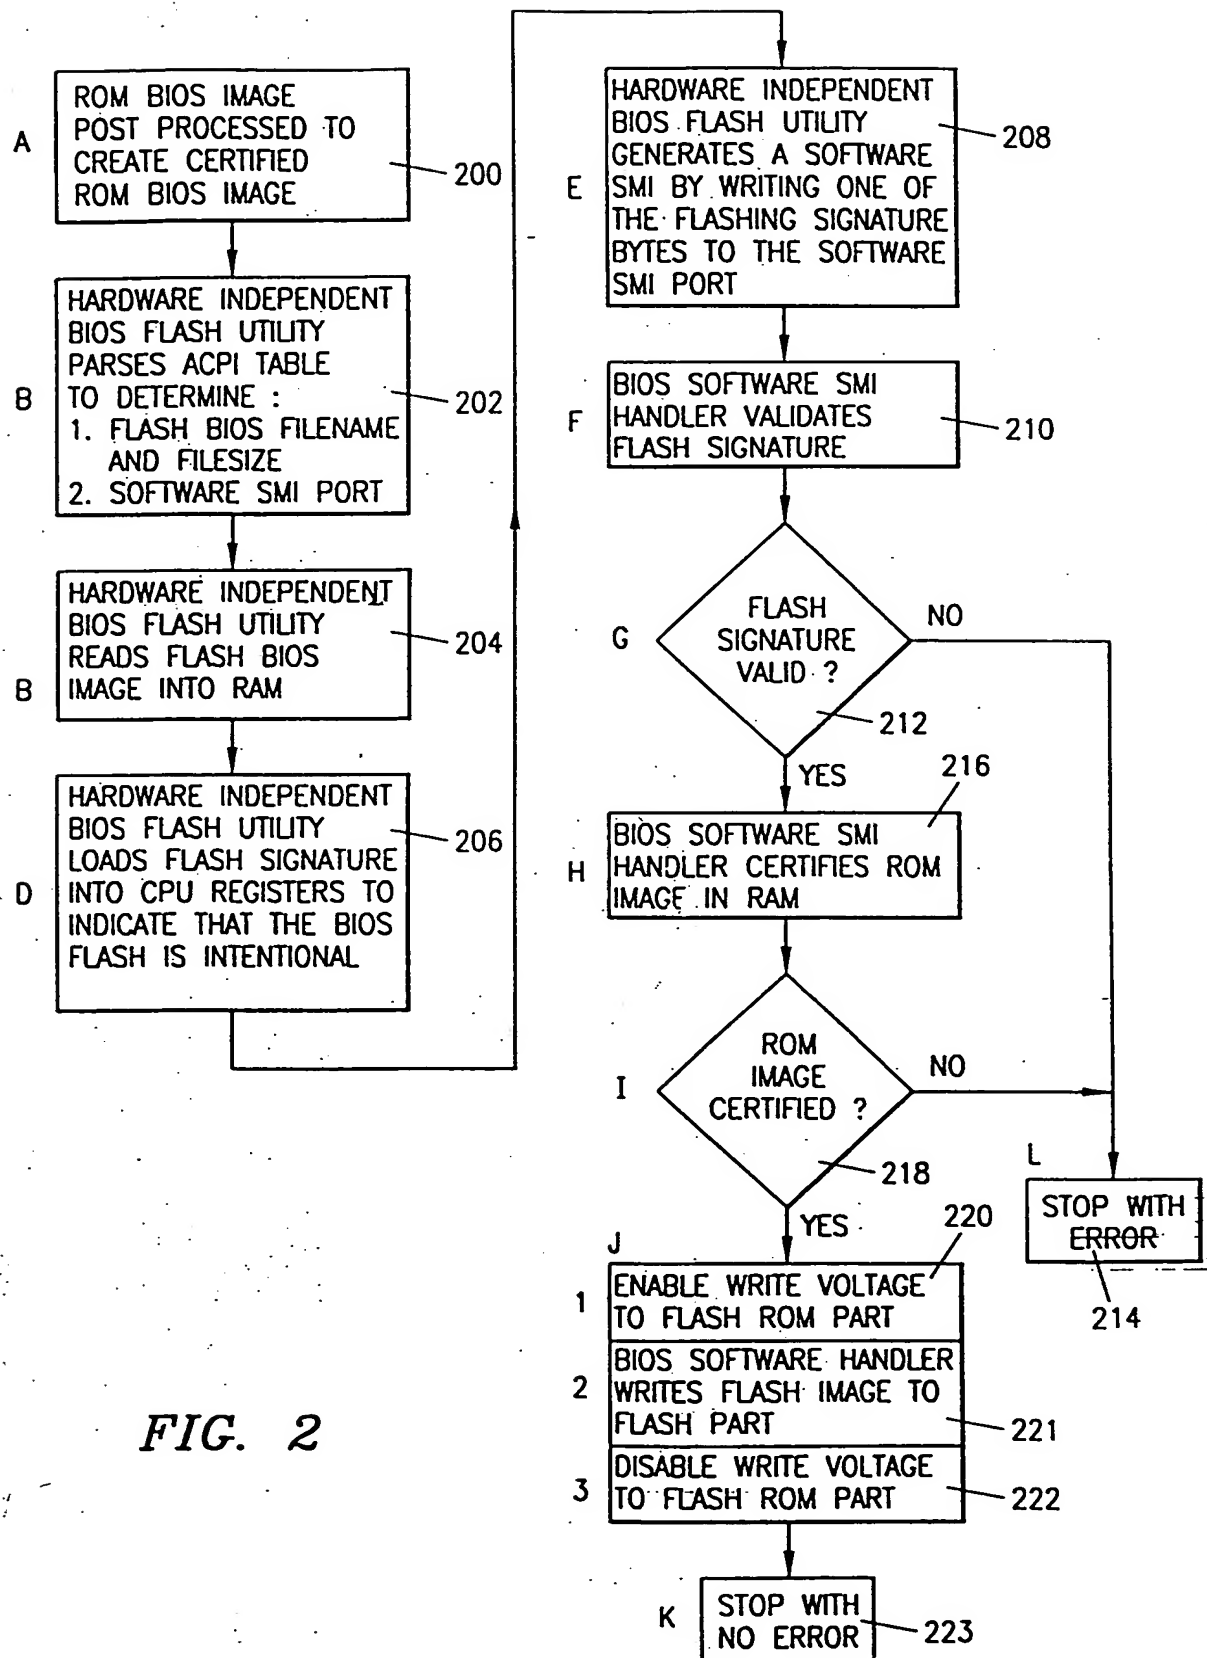 A
ROM BIOS IMAGE
POST PROCESSED TO
CREATE CERTIFIED
ROM BIOS IMAGE
200
B
HARDWARE INDEPENDENT
BIOS FLASH UTILITY
PARSES ACPI TABLE
TO DETERMINE :
1. FLASH BIOS FILENAME
AND FILESIZE
2. SOFTWARE SMI PORT
202
B
HARDWARE INDEPENDENT
BIOS FLASH UTILITY
READS FLASH BIOS
IMAGE INTO RAM
204
D
HARDWARE INDEPENDENT
BIOS FLASH UTILITY
LOADS FLASH SIGNATURE
INTO CPU REGISTERS TO
INDICATE THAT THE BIOS
FLASH IS INTENTIONAL
206
E
HARDWARE INDEPENDENT
BIOS FLASH UTILITY
GENERATES A SOFTWARE
SMI BY WRITING ONE OF
THE FLASHING SIGNATURE
BYTES TO THE SOFTWARE
SMI PORT
208
F
BIOS SOFTWARE SMI
HANDLER VALIDATES
FLASH SIGNATURE
210
G
FLASH
SIGNATURE
VALID ?
212
NO
YES
H
BIOS SOFTWARE SMI
HANDLER CERTIFIES ROM
IMAGE IN RAM
216
I
ROM
IMAGE
CERTIFIED ?
218
NO
YES
L
STOP WITH
ERROR
214
J
1
ENABLE WRITE VOLTAGE
TO FLASH ROM PART
220
2
BIOS SOFTWARE HANDLER
WRITES FLASH IMAGE TO
FLASH PART
221
3
DISABLE WRITE VOLTAGE
TO FLASH ROM PART
222
K
STOP WITH
NO ERROR
223
FIG. 2